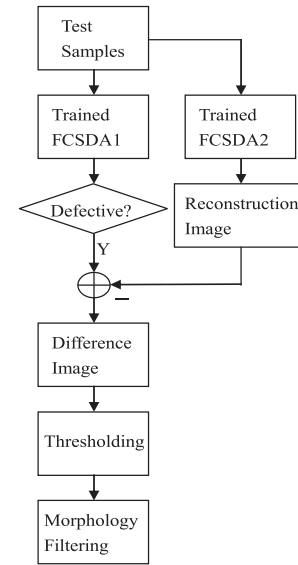 Test
Samples
Trained
FCSDA1
Trained
FCSDA2
Defective?
Reconstruction
Image
Y
−
Difference
Image
Thresholding
Morphology
Filtering